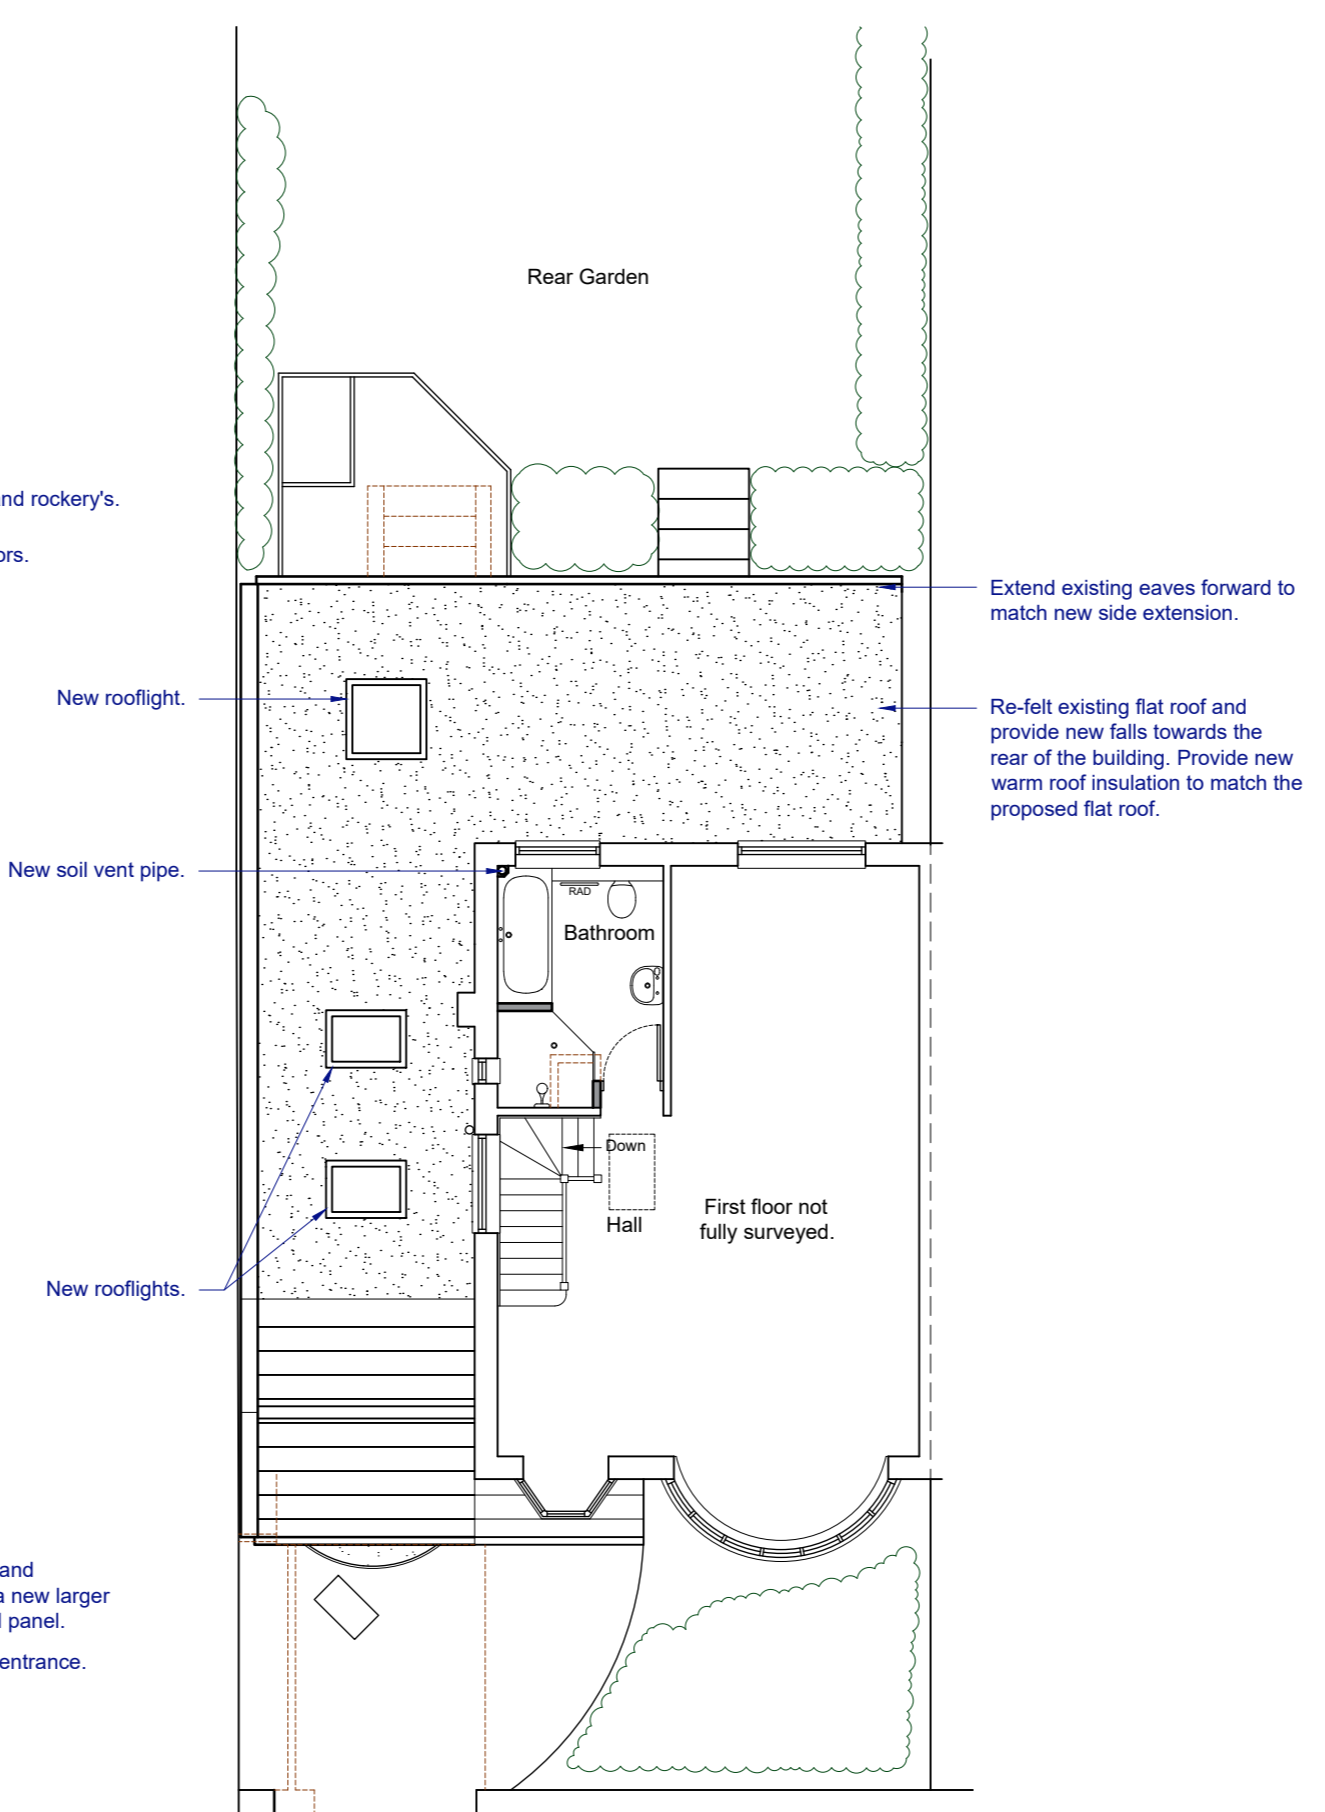 Rear Garden
and rockery's.
ors.
Extend existing eaves forward to
match new side extension.
New rooflight.
Re-felt existing flat roof and
provide new falls towards the
rear of the building. Provide new
warm roof insulation to match the
proposed flat roof.
New soil vent pipe.
RAD
Bathroom
Down
First floor not
fully surveyed.
Hall
New rooflights.
and
a new larger
panel.
entrance.